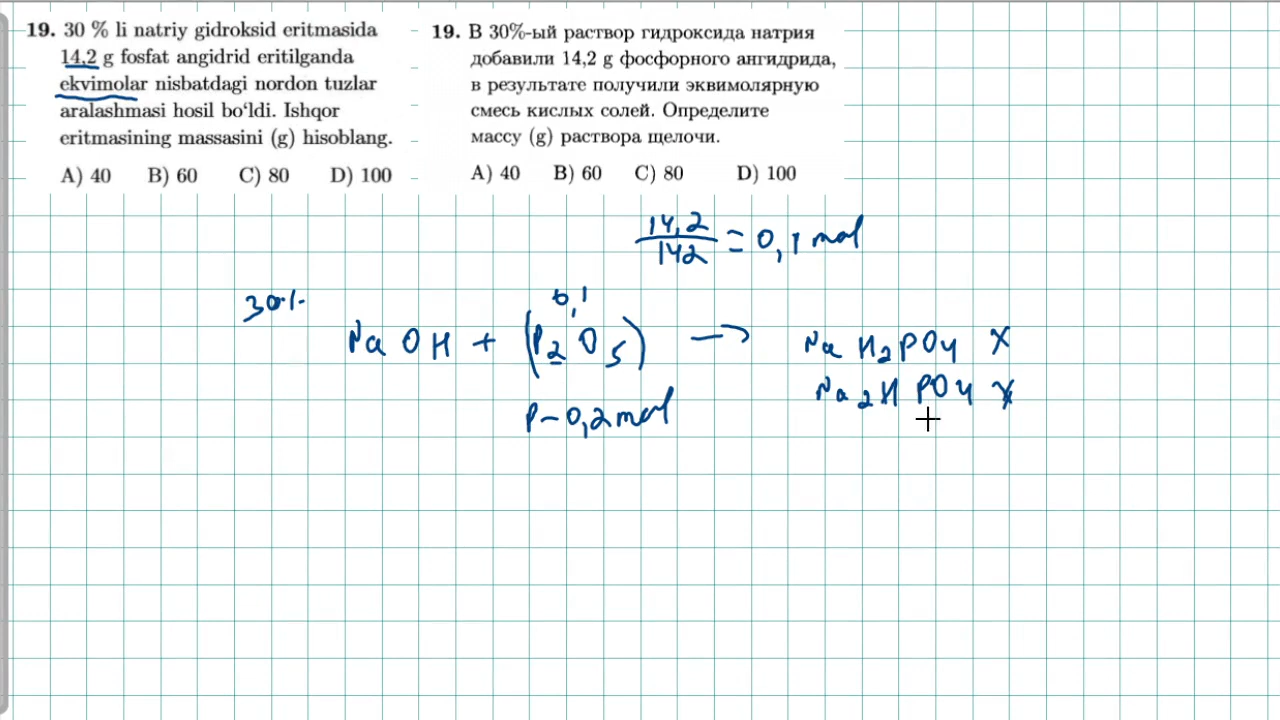 19. 30 % li natriy gidroksid eritmasida
14,2 g fosfat angidrid eritilganda
ekvimolar nisbatdagi nordon tuzlar
aralashmasi hosil bo‘ldi. Ishqor
eritmasining massasini (g) hisoblang.
A) 40 B) 60 C) 80 D) 100
19. В 30%-ый раствор гидроксида натрия
добавили 14,2 g фосфорного ангидрида,
в результате получили эквимолярную
смесь кислых солей. Определите
массу (g) раствора щелочи.
A) 40 B) 60 C) 80 D) 100
14,2/142 = 0,1 mol
30%
0,1
NaOH + (P2O5) → NaH2PO4 x
Na2HPO4 x
P – 0,2 mol